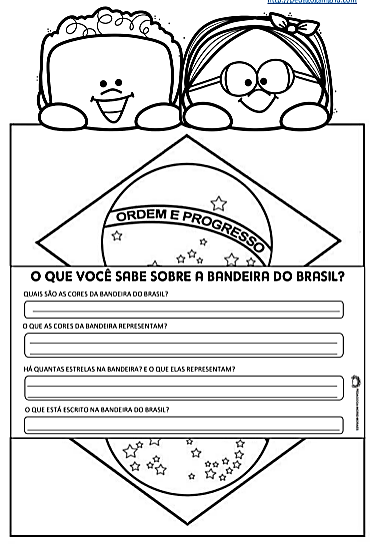 ORDEM E PROGRESSO
O QUE VOCÊ SABE SOBRE A BANDEIRA DO BRASIL?
QUAIS SÃO AS CORES DA BANDEIRA DO BRASIL?
O QUE AS CORES DA BANDEIRA REPRESENTAM?
HÁ QUANTAS ESTRELAS NA BANDEIRA? E O QUE ELAS REPRESENTAM?
O QUE ESTÁ ESCRITO NA BANDEIRA DO BRASIL?